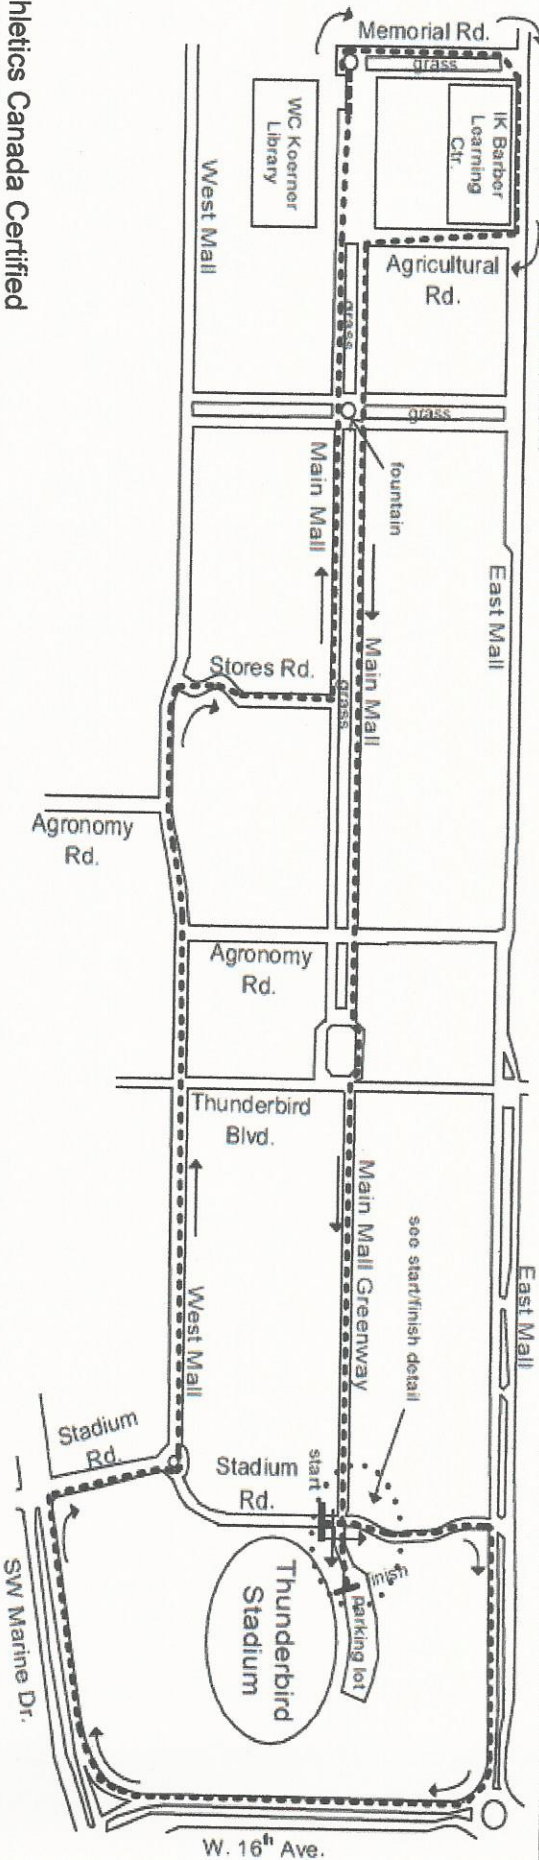 Memorial Rd.
grass
IK Barber
Learning
Ctr.
WC Koerner
Library
West Mall
Agricultural
Rd.
grass
grass
fountain
Main Mall
Main Mall
East Mall
Stores Rd.
grass
Agronomy
Rd.
Agronomy
Rd.
Thunderbird
Blvd.
Main Mall Greenway
see start/finish detail
East Mall
West Mall
Stadium
Rd.
Stadium
Rd.
start
finish
parking lot
Thunderbird
Stadium
SW Marine Dr.
W. 16th Ave.
hletics Canada Certified